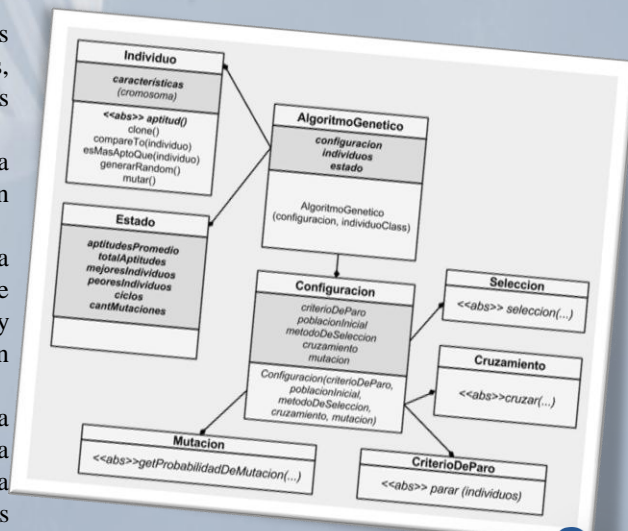 s
s,
s
a
n
a
e
y
n
a
a
a
s
Individuo
características
(cromosoma)
<<abs>> aptitud()
clone()
compareTo(individuo)
esMasAptoQue(individuo)
generarRandom()
mutar()
AlgoritmoGenetico
configuracion
individuos
estado
AlgoritmoGenetico
(configuracion, individuoClass)
Estado
aptitudesPromedio
totalAptitudes
mejoresIndividuos
peoresIndividuos
ciclos
cantMutaciones
Configuracion
criterioDeParo
poblacionInicial
metodoDeSeleccion
cruzamiento
mutacion
Configuracion(criterioDeParo,
poblacionInicial,
metodoDeSeleccion,
cruzamiento, mutacion)
Seleccion
<<abs>> seleccion(...)
Cruzamiento
<<abs>>cruzar(...)
Mutacion
<<abs>>getProbabilidadDeMutacion(...)
CriterioDeParo
<<abs>> parar (individuos)